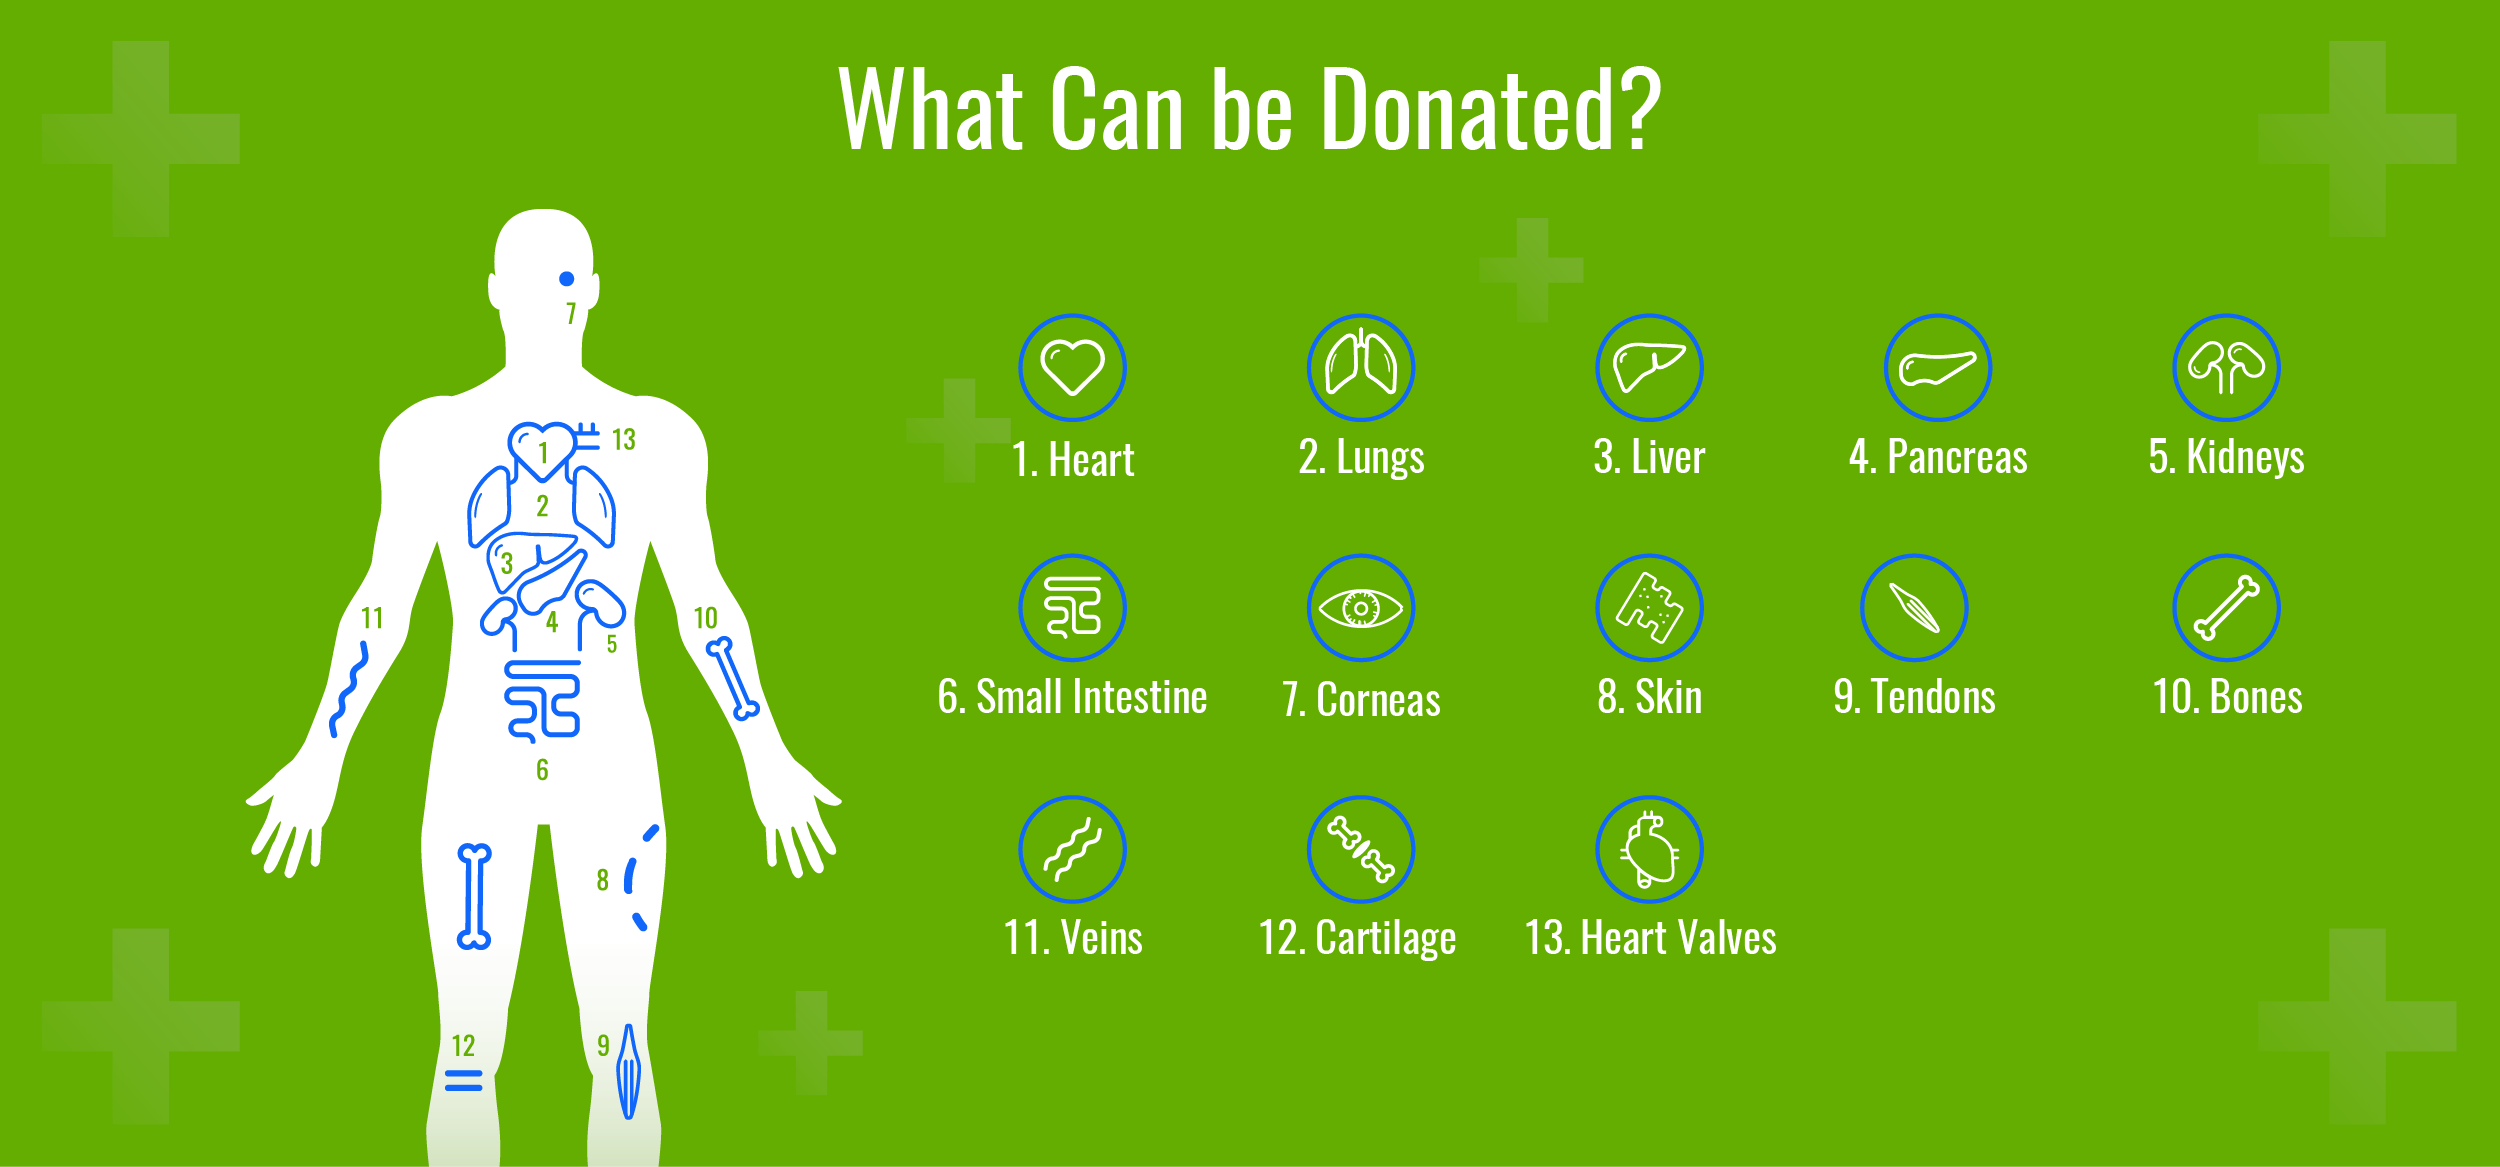 What Can be Donated?
7
1
13
2
3
11
4
10
5
6
8
12
9
1. Heart
2. Lungs
3. Liver
4. Pancreas
5. Kidneys
6. Small Intestine
7. Corneas
8. Skin
9. Tendons
10. Bones
11. Veins
12. Cartilage
13. Heart Valves